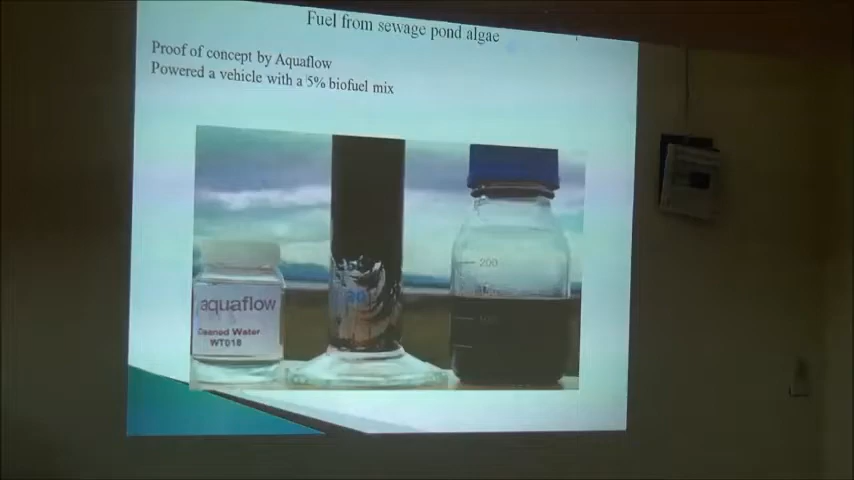 Fuel from sewage pond algae
Proof of concept by Aquaflow
Powered a vehicle with a 5% biofuel mix
aquaflow
Cleaned Water
WT018
200